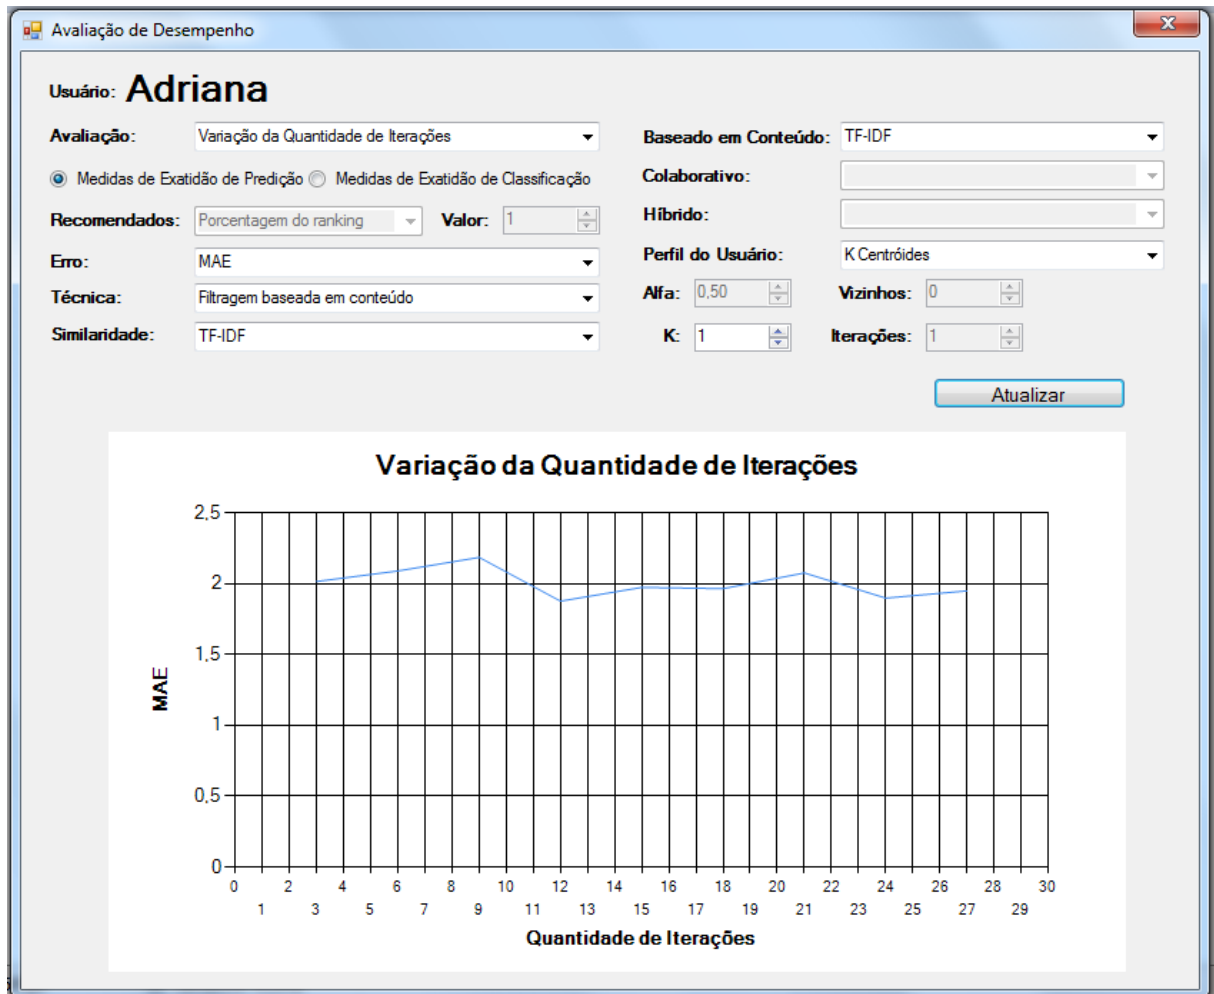 Avaliação de Desempenho
x
Usuário: Adriana
Avaliação: Variação da Quantidade de Iterações
Medidas de Exatidão de Predição Medidas de Exatidão de Classificação
Recomendados: Porcentagem do ranking Valor: 1
Erro: MAE
Técnica: Filtragem baseada em conteúdo
Similaridade: TF-IDF
Baseado em Conteúdo: TF-IDF
Colaborativo:
Híbrido:
Perfil do Usuário: K Centróides
Alfa: 0,50 Vizinhos: 0
K: 1 Iterações: 1
Atualizar
Variação da Quantidade de Iterações
2,5
2
1,5
1
0,5
0
MAE
0 2 4 6 8 10 12 14 16 18 20 22 24 26 28 30
1 3 5 7 9 11 13 15 17 19 21 23 25 27 29
Quantidade de Iterações